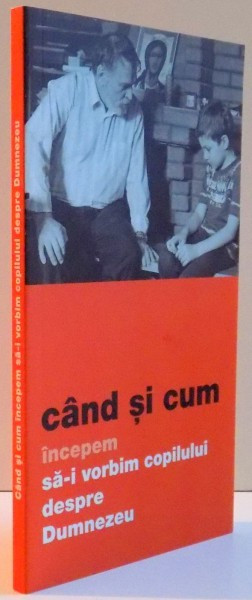 Când și cum începem să-i vorbim copilului despre Dumnezeu
când și cum
începem
să-i vorbim copilului
despre
Dumnezeu